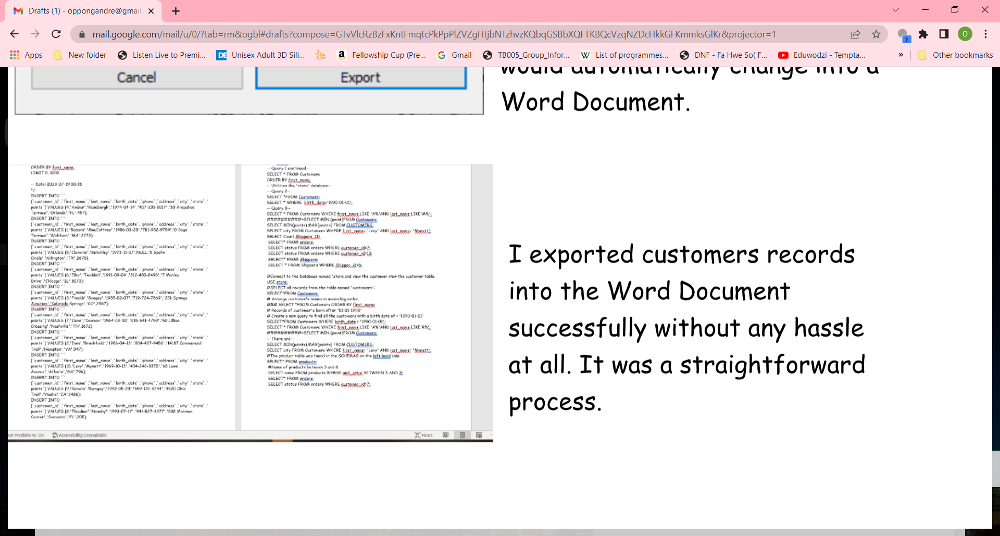 Drafts (1) - oppongandre@gmail
mail.google.com/mail/u/0/?tab=rm&ogbl#drafts?compose=GTvVlcRzBzFxKntFmqtcPkPpPlZVZgHtjbNTzhvzKQbqGSBbXQFTKBQcVzqNZDcHkkGFKmmksGlKr&projector=1
?
O
Apps
New folder
Listen Live to Premi...
DE Unisex Adult 3D Sili...
Fellowship Cup (Pre...
Gmail
TB005_Group_Infor...
W List of programmes...
DNF - Fa Hwe So( F...
Eduwodzi - Tempta...
»
Other bookmarks
Cancel
Export
would automatically change into a
Word Document.
ORDER BY first_name
LIMIT 0, 1000
-- Date: 2023-07-19 00:35
*/
INSERT INTO ``
(`customer_id`,`first_name`,`last_name`,`birth_date`,`phone`,`address`,`city`,`state`,`
points`) VALUES (4,'Ambur','Roseburgh','1974-04-14','407-231-8017','30 Arapahoe
Terrace','Orlando','FL',457);
INSERT INTO ``
(`customer_id`,`first_name`,`last_name`,`birth_date`,`phone`,`address`,`city`,`state`,`
points`) VALUES (1,'Babara','MacCaffrey','1986-03-28','781-932-9754','0 Sage
Terrace','Waltham','MA',2273);
INSERT INTO ``
(`customer_id`,`first_name`,`last_name`,`birth_date`,`phone`,`address`,`city`,`state`,`
points`) VALUES (5,'Clemmie','Betchley','1973-11-07',NULL,'5 Spohn
Circle','Arlington','TX',3675);
INSERT INTO ``
(`customer_id`,`first_name`,`last_name`,`birth_date`,`phone`,`address`,`city`,`state`,`
points`) VALUES (6,'Elka','Twiddell','1991-09-04','312-480-8498','7 Manley
Drive','Chicago','IL',3073);
INSERT INTO ``
(`customer_id`,`first_name`,`last_name`,`birth_date`,`phone`,`address`,`city`,`state`,`
points`) VALUES (3,'Freddi','Boagey','1985-02-07','719-724-7869','251 Springs
Junction','Colorado Springs','CO',2967);
INSERT INTO ``
(`customer_id`,`first_name`,`last_name`,`birth_date`,`phone`,`address`,`city`,`state`,`
points`) VALUES (7,'Ilene','Dowson','1964-08-30','615-641-4759','50 Lillian
Crossing','Nashville','TN',1672);
INSERT INTO ``
(`customer_id`,`first_name`,`last_name`,`birth_date`,`phone`,`address`,`city`,`state`,`
points`) VALUES (2,'Ines','Brushfield','1986-04-13','804-427-9456','14187 Commercial
Trail','Hampton','VA',947);
INSERT INTO ``
(`customer_id`,`first_name`,`last_name`,`birth_date`,`phone`,`address`,`city`,`state`,`
points`) VALUES (10,'Levy','Mynett','1969-10-13','404-246-3370','68 Lawn
Avenue','Atlanta','GA',796);
INSERT INTO ``
(`customer_id`,`first_name`,`last_name`,`birth_date`,`phone`,`address`,`city`,`state`,`
points`) VALUES (9,'Romola','Rumgay','1992-05-23','559-181-3744','3520 Ohio
Trail','Visalia','CA',1486);
INSERT INTO ``
(`customer_id`,`first_name`,`last_name`,`birth_date`,`phone`,`address`,`city`,`state`,`
points`) VALUES (8,'Thacher','Naseby','1993-07-17','941-527-3977','538 Mosinee
Center','Sarasota','FL',205);
-- Query 1 continued--
SELECT * FROM Customers
ORDER BY first_name;
-- Utilities the 'store' database--
-- Query 2--
SELECT *FROM Customers;
SELECT * WHERE birth_date>'1990-01-01';
-- Query 3--
SELECT * FROM Customers WHERE first_name LIKE 'A%'AND last_name LIKE'M%';
##########~SELECT MIN (point)FROM Customers;
SELECT MIN(points),MAX(points) FROM CUSTOMERS;
SELECT city FROM Customers WHERE first_name= 'Levy' AND last_name= 'Mynett';
SELECT Count Shippers_ID
SELECT* FROM orders;
SELECT status FROM orders WHERE customer_id=7;
SELECT status FROM orders WHERE customer_id=10;
SELECT* FROM Shippers;
SELECT * FROM Shippers WHERE Shipper_id=5;
#Connect to the Database named 'store and view the customer view the customer table.
USE store;
#SELECT all records from the table named 'customers'.
SELECT*FROM Customers;
# Arrange customer's names in ascending order
### SELECT *FROM Customers ORDER BY first_name;
# Records of customer's born after '01-01-1990'
# Create a new query to find all the customers with a birth date of > '1990-01-01'
SELECT*FROM Customers WHERE birth_date > '1990-01-01';
SELECT * FROM Customers WHERE first_name LIKE 'A%'AND last_name LIKE'R%';
##########~SELECT MIN (point)FROM Customers;
-- There are--
SELECT MIN(points),MAX(points) FROM CUSTOMERS;
SELECT city FROM Customers WHERE first_name= 'Levy' AND last_name= 'Mynett';
#The product table was found in the SCHEMAS on the left hand side
SELECT* FROM products;
#Name of products between 3 and 8
SELECT name FROM products WHERE unit_price BETWEEN 3 AND 8;
SELECT* FROM orders;
SELECT status FROM orders WHERE customer_id=7;
ext Predictions: On
Accessibility: Unavailable
Focus
I exported customers records
into the Word Document
successfully without any hassle
at all. It was a straightforward
process.